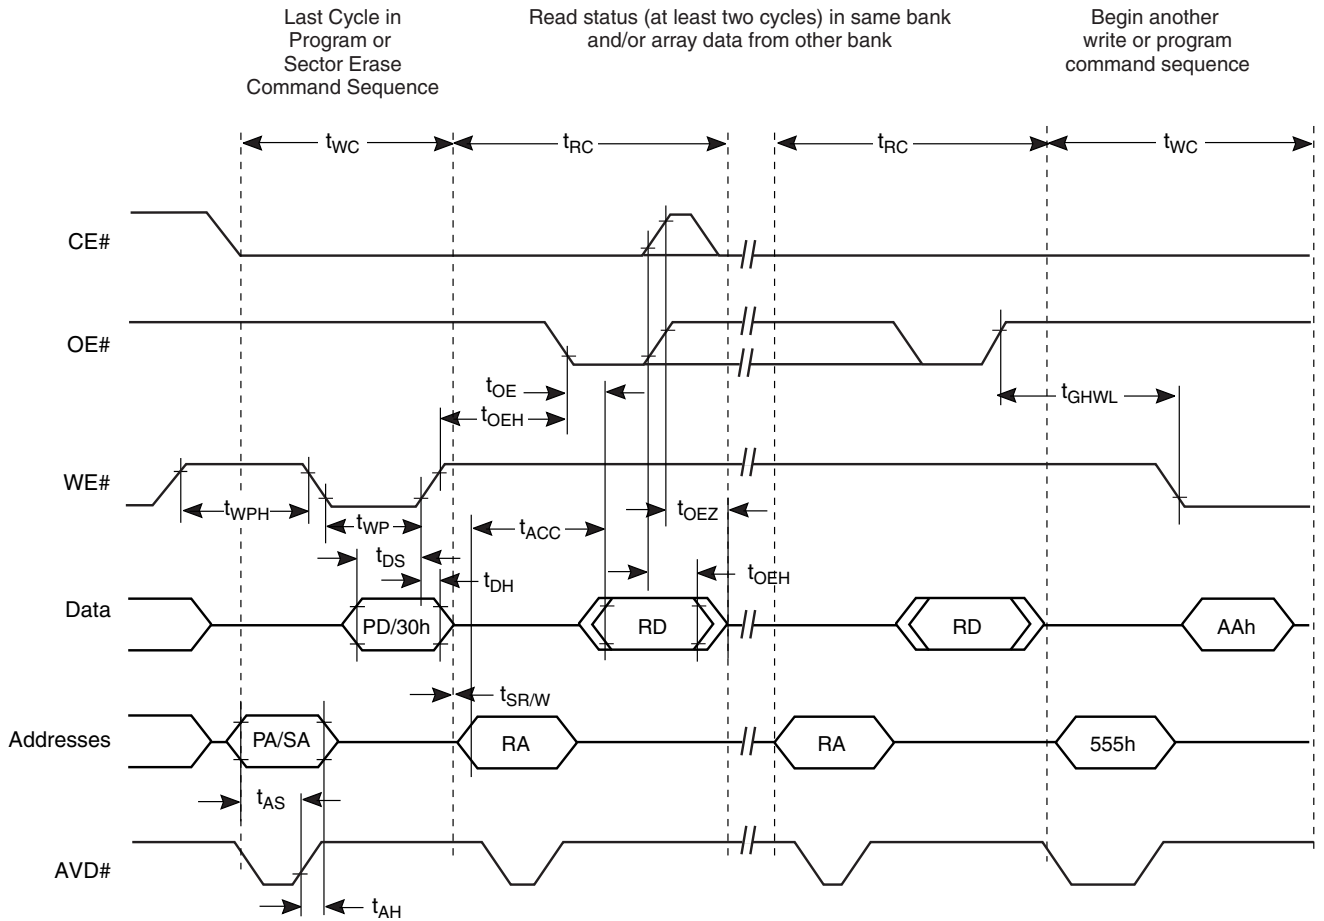 Last Cycle in
Program or
Sector Erase
Command Sequence
Read status (at least two cycles) in same bank
and/or array data from other bank
Begin another
write or program
command sequence
tWC
tRC
tRC
tWC
CE#
OE#
tOE
tOEH
tGHWL
WE#
tWPH
tWP
tACC
tOEZ
tDS
tDH
tOEH
Data
PD/30h
RD
RD
AAh
tSR/W
Addresses
PA/SA
RA
RA
555h
tAS
AVD#
tAH